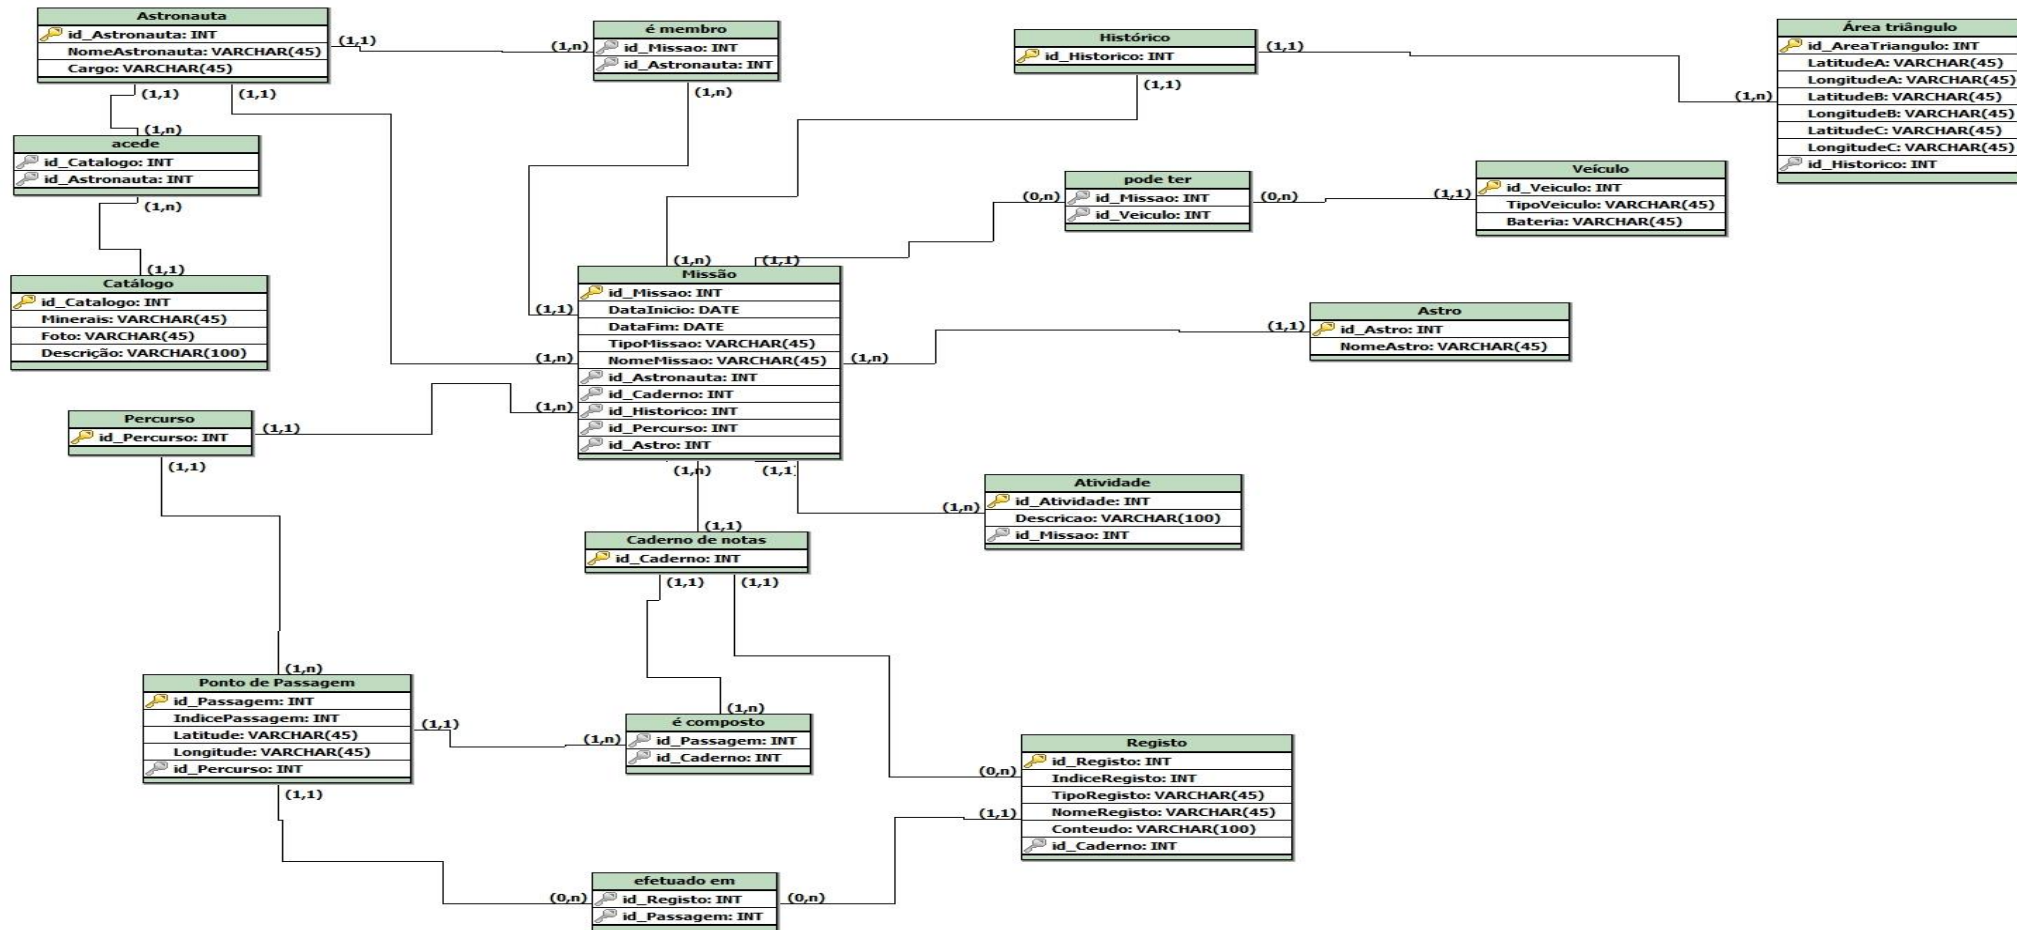 Astronauta
id_Astronauta: INT
NomeAstronauta: VARCHAR(45)
Cargo: VARCHAR(45)
(1,1)
(1,n)
é membro
id_Missao: INT
id_Astronauta: INT
(1,n)
Histórico
id_Historico: INT
(1,1)
(1,1)
(1,n)
Área triângulo
id_AreaTriangulo: INT
LatitudeA: VARCHAR(45)
LongitudeA: VARCHAR(45)
LatitudeB: VARCHAR(45)
LongitudeB: VARCHAR(45)
LatitudeC: VARCHAR(45)
LongitudeC: VARCHAR(45)
id_Historico: INT
(1,1)
(1,1)
(1,n)
acede
id_Catalogo: INT
id_Astronauta: INT
(1,n)
(1,1)
Catálogo
id_Catalogo: INT
Minerais: VARCHAR(45)
Foto: VARCHAR(45)
Descrição: VARCHAR(100)
pode ter
id_Missao: INT
id_Veiculo: INT
(0,n)
(0,n)
(1,1)
Veículo
id_Veiculo: INT
TipoVeiculo: VARCHAR(45)
Bateria: VARCHAR(45)
(1,n)
(1,1)
Missão
id_Missao: INT
DataInicio: DATE
DataFim: DATE
TipoMissao: VARCHAR(45)
NomeMissao: VARCHAR(45)
id_Astronauta: INT
id_Caderno: INT
id_Historico: INT
id_Percurso: INT
id_Astro: INT
(1,1)
(1,n)
(1,n)
(1,n)
(1,1)
Astro
id_Astro: INT
NomeAstro: VARCHAR(45)
Percurso
id_Percurso: INT
(1,1)
(1,1)
(1,n)
(1,1)
Atividade
id_Atividade: INT
Descricao: VARCHAR(100)
id_Missao: INT
(1,n)
(1,1)
Caderno de notas
id_Caderno: INT
(1,1)
(1,1)
(1,n)
Ponto de Passagem
id_Passagem: INT
IndicePassagem: INT
Latitude: VARCHAR(45)
Longitude: VARCHAR(45)
id_Percurso: INT
(1,1)
(1,1)
(1,n)
(1,n)
é composto
id_Passagem: INT
id_Caderno: INT
Registo
id_Registo: INT
IndiceRegisto: INT
TipoRegisto: VARCHAR(45)
NomeRegisto: VARCHAR(45)
Conteudo: VARCHAR(100)
id_Caderno: INT
(0,n)
(1,1)
efetuado em
id_Registo: INT
id_Passagem: INT
(0,n)
(0,n)